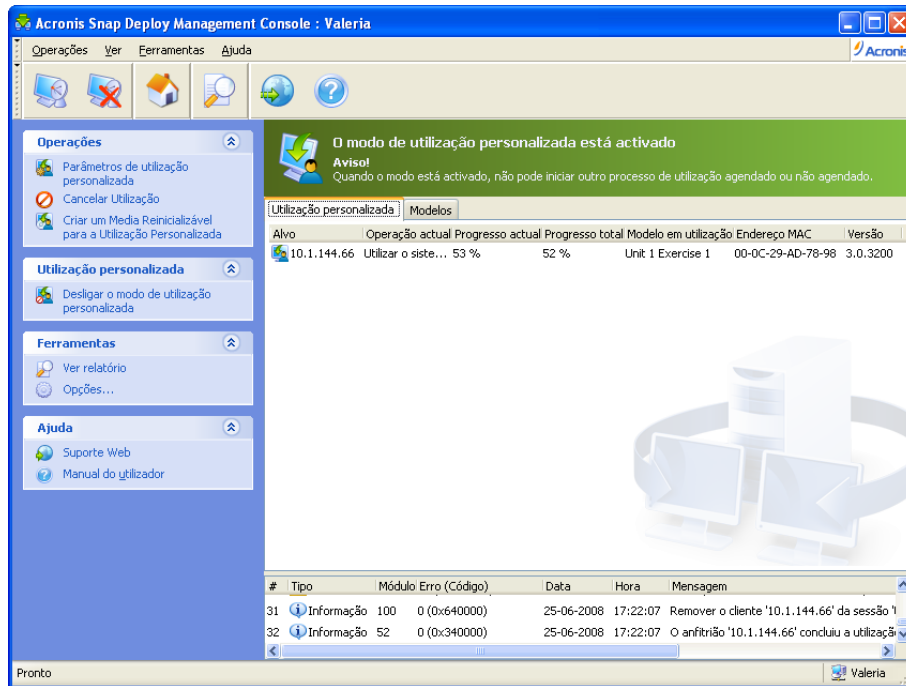 Acronis Snap Deploy Management Console : Valeria
Operações Ver Ferramentas Ajuda
Acronis
Operações
Parâmetros de utilização
personalizada
Cancelar Utilização
Criar um Media Reinicializável
para a Utilização Personalizada
Utilização personalizada
Desligar o modo de utilização
personalizada
Ferramentas
Ver relatório
Opções...
Ajuda
Suporte Web
Manual do utilizador
O modo de utilização personalizada está activado
Aviso!
Quando o modo está activado, não pode iniciar outro processo de utilização agendado ou não agendado.
Utilização personalizada Modelos
Alvo Operação actual Progresso actual Progresso total Modelo em utilização Endereço MAC Versão
10.1.144.66 Utilizar o siste... 53 % 52 % Unit 1 Exercise 1 00-0C-29-AD-78-98 3.0.3200
# Tipo Módulo Erro (Código) Data Hora Mensagem
31 Informação 100 0 (0x640000) 25-06-2008 17:22:07 Remover o cliente '10.1.144.66' da sessão
32 Informação 52 0 (0x340000) 25-06-2008 17:22:07 O anfitrião '10.1.144.66' concluiu a utilizaçã
Pronto Valeria